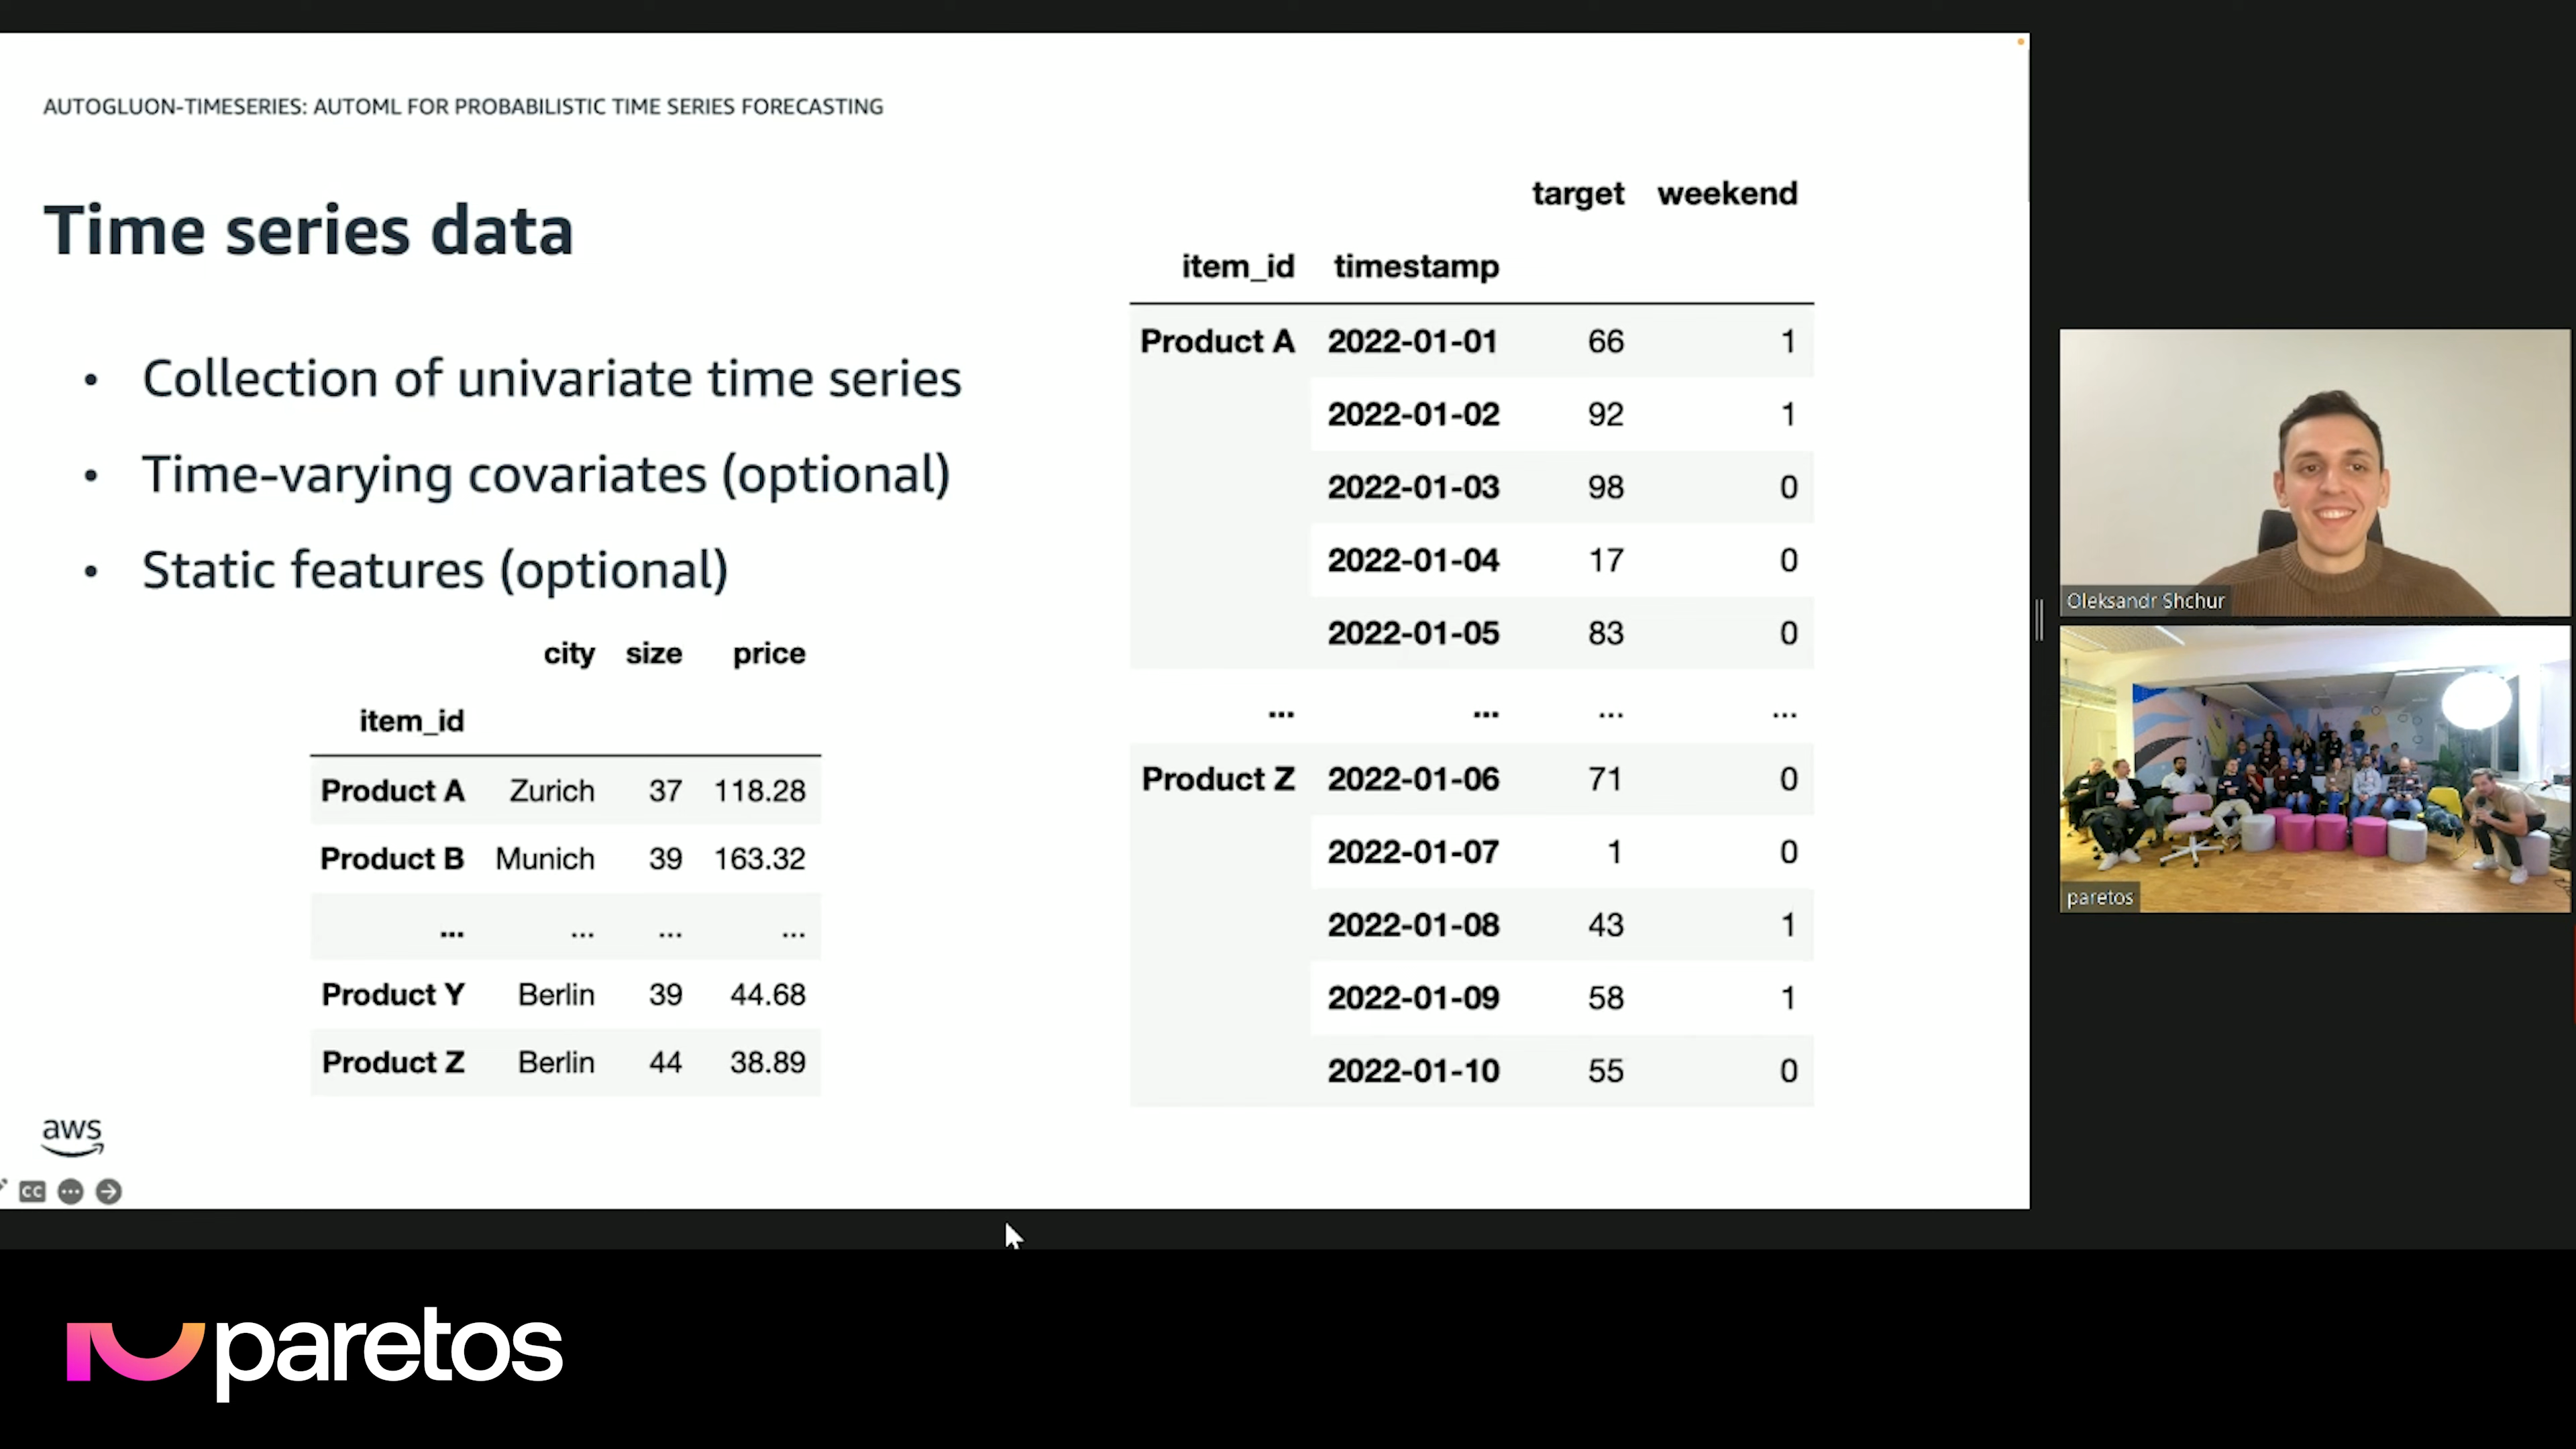 AUTOGLUON-TIMESERIES: AUTOML FOR PROBABILISTIC TIME SERIES FORECASTING
Time series data
• Collection of univariate time series
• Time-varying covariates (optional)
• Static features (optional)
city size price
item_id
Product A Zurich 37 118.28
Product B Munich 39 163.32
... ... ... ...
Product Y Berlin 39 44.68
Product Z Berlin 44 38.89
target weekend
item_id timestamp
Product A 2022-01-01 66 1
2022-01-02 92 1
2022-01-03 98 0
2022-01-04 17 0
2022-01-05 83 0
... ... ... ...
Product Z 2022-01-06 71 0
2022-01-07 1 0
2022-01-08 43 1
2022-01-09 58 1
2022-01-10 55 0
aws
CC
Oleksandr Shchur
paretos
paretos